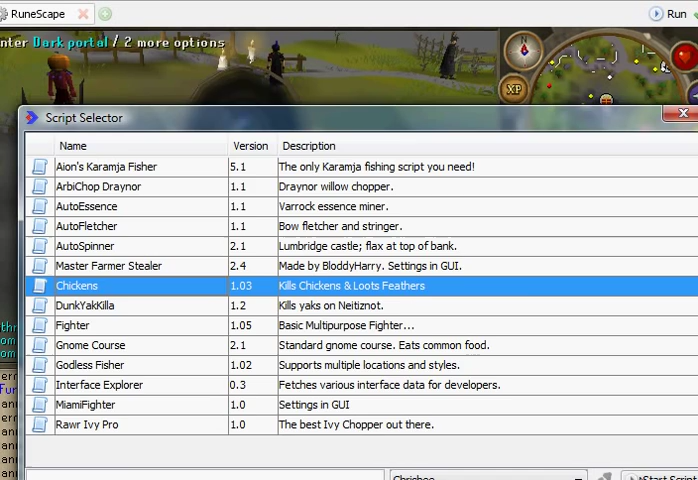 RuneScape
Run
nter Dark portal / 2 more options
XP
Script Selector
Name Version Description
Aion's Karamja Fisher 5.1 The only Karamja fishing script you need!
ArbiChop Draynor 1.1 Draynor willow chopper.
AutoEssence 1.1 Varrock essence miner.
AutoFletcher 1.1 Bow fletcher and stringer.
AutoSpinner 2.1 Lumbridge castle; flax at top of bank.
Master Farmer Stealer 2.4 Made by BloddyHarry. Settings in GUI.
Chickens 1.03 Kills Chickens & Loots Feathers
DunkYakKilla 1.2 Kills yaks on Neitiznot.
Fighter 1.05 Basic Multipurpose Fighter...
Gnome Course 2.1 Standard gnome course. Eats common food.
Godless Fisher 1.02 Supports multiple locations and styles.
Interface Explorer 0.3 Fetches various interface data for developers.
MiamiFighter 1.0 Settings in GUI
Rawr Ivy Pro 1.0 The best Ivy Chopper out there.
Start Script